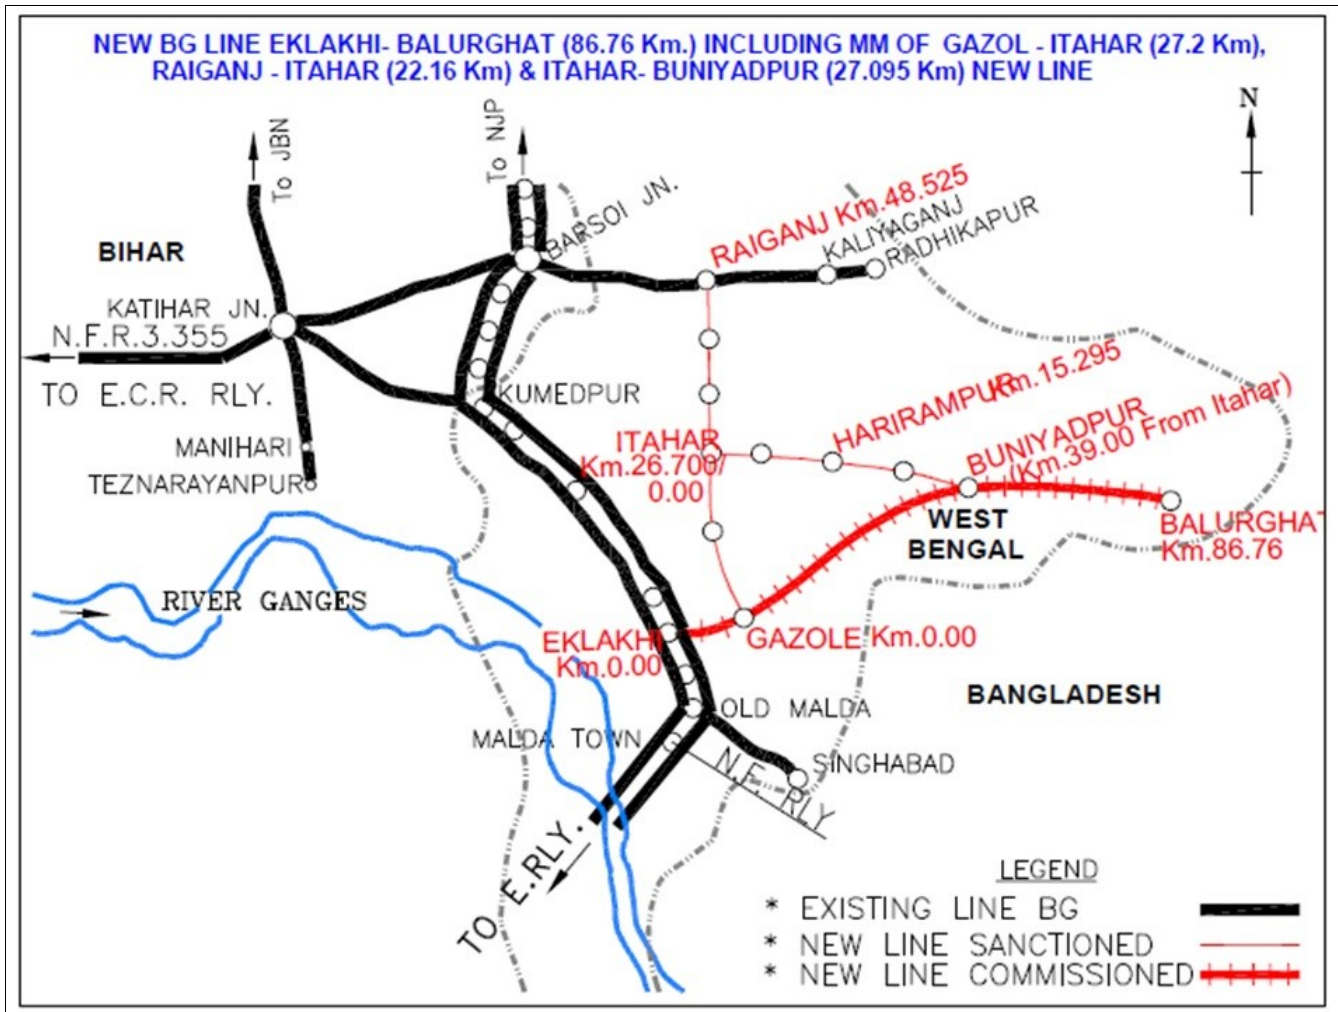 NEW BG LINE EKLAKHI- BALURGHAT (86.76 Km.) INCLUDING MM OF GAZOL - ITAHAR (27.2 Km),
RAIGANJ - ITAHAR (22.16 Km) & ITAHAR- BUNIYADPUR (27.095 Km) NEW LINE
N
To JBN
To NJP
BARSOI JN.
RAIGANJ Km.48.525
KALIYAGANJ
RADHIKAPUR
BIHAR
KATIHAR JN.
N.F.R.3.355
TO E.C.R. RLY.
KUMEDPUR
MANIHARI
TEZNARAYANPUR
ITAHAR
Km.26.700/
0.00
HARIRAMPUR Km.15.295
BUNIYADPUR
(Km.39.00 From Itahar)
WEST
BENGAL
BALURGHAT
Km.86.76
RIVER GANGES
EKLAKHI
Km.0.00
GAZOLE Km.0.00
BANGLADESH
OLD MALDA
MALDA TOWN
N.F. RLY
SINGHABAD
TO E.RLY.
LEGEND
* EXISTING LINE BG
* NEW LINE SANCTIONED
* NEW LINE COMMISSIONED